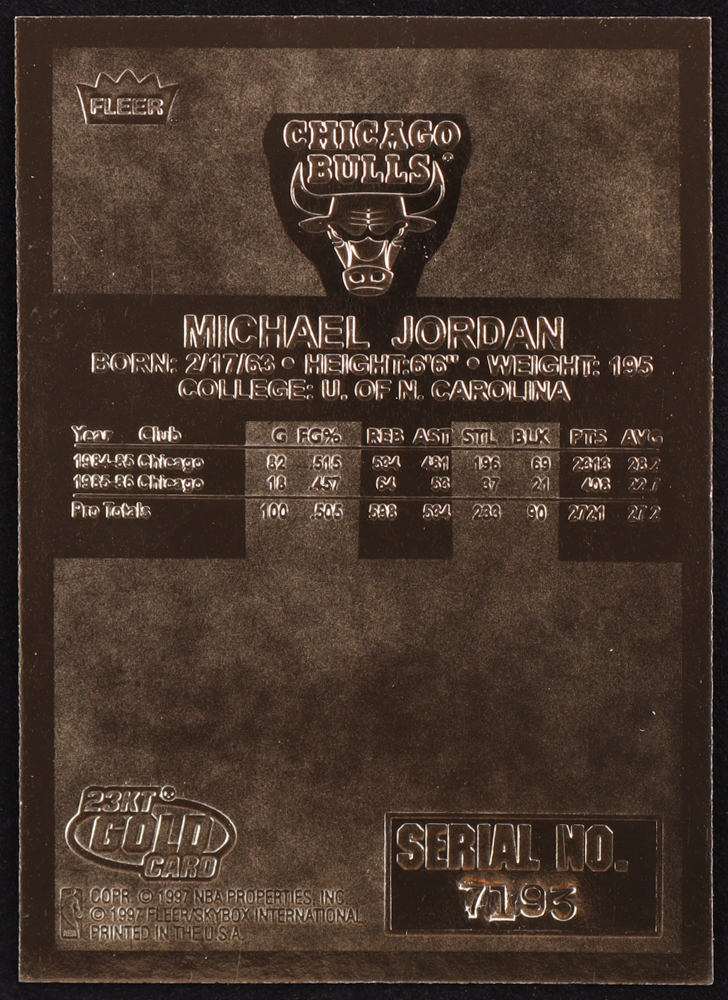 FLEER
CHICAGO
BULLS
MICHAEL JORDAN
BORN: 2/17/63 • HEIGHT:6'6" • WEIGHT: 195
COLLEGE: U. OF N. CAROLINA
Year Club G FG% REB AST STL BLK PTS AVG
1984-85 Chicago 82 .515 534 481 196 69 2313 28.2
1985-86 Chicago 18 .457 64 53 37 21 408 22.7
Pro Totals 100 .505 598 534 233 90 2721 27.2
23KT
GOLD
CARD
COPR. © 1997 NBA PROPERTIES, INC.
© 1997 FLEER/SKYBOX INTERNATIONAL
PRINTED IN THE U.S.A.
SERIAL NO.
7193